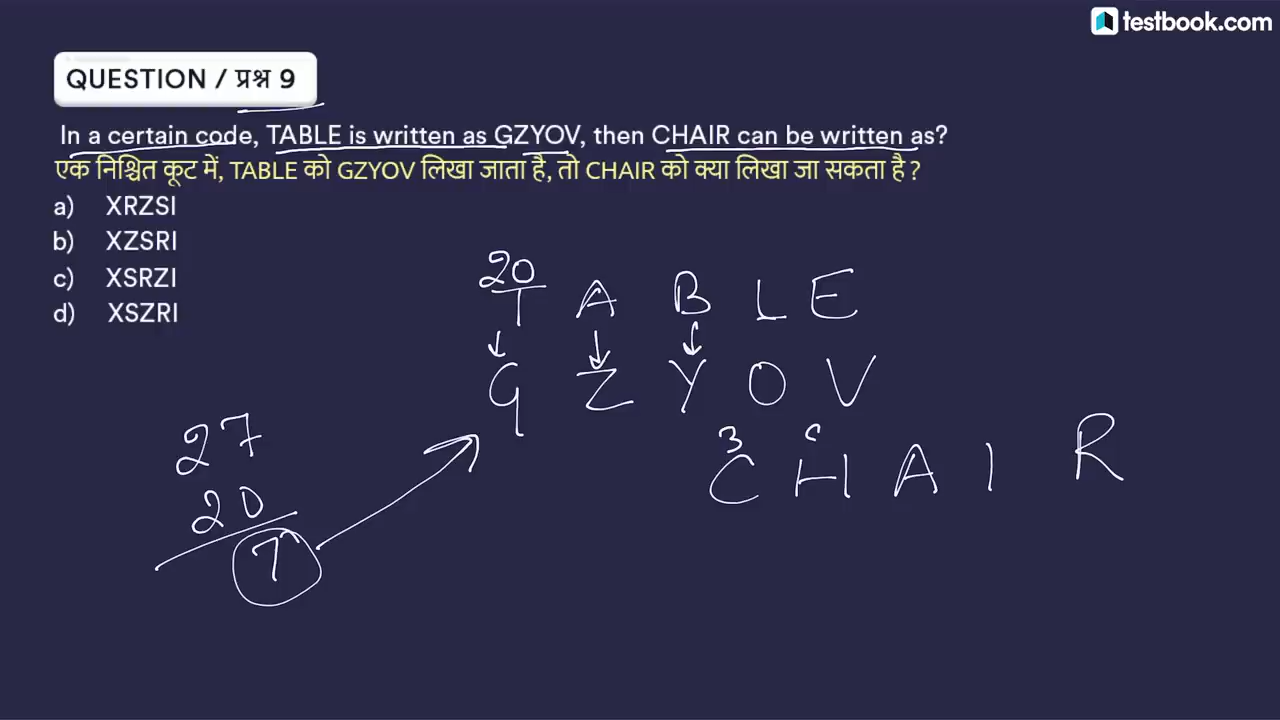 testbook.com
QUESTION / प्रश्न 9
In a certain code, TABLE is written as GZYOV, then CHAIR can be written as?
एक निश्चित कूट में, TABLE को GZYOV लिखा जाता है, तो CHAIR को क्या लिखा जा सकता है ?
a) XRZSI
b) XZSRI
c) XSRZI
d) XSZRI
20
T A B L E
G Z Y O V
27
20
7
3
C H A I R